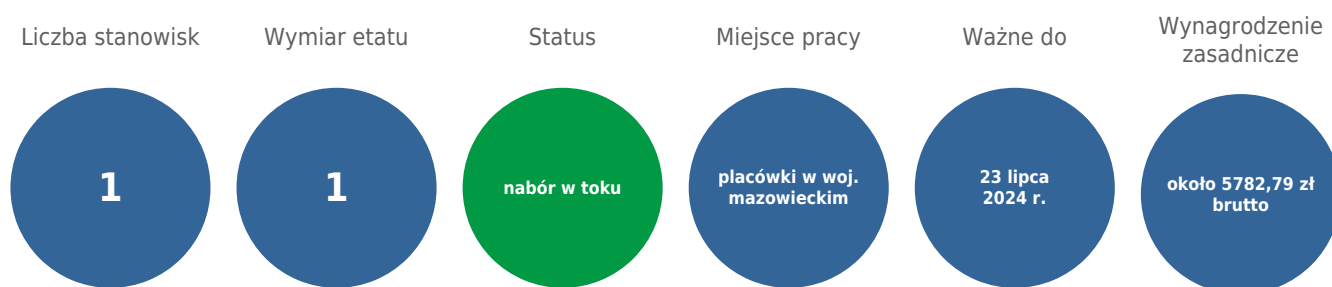 Liczba stanowisk
1
Wymiar etatu
1
Status
nabór w toku
Miejsce pracy
placówki w woj.
mazowieckim
Ważne do
23 lipca
2024 r.
Wynagrodzenie
zasadnicze
około 5782,79 zł
brutto